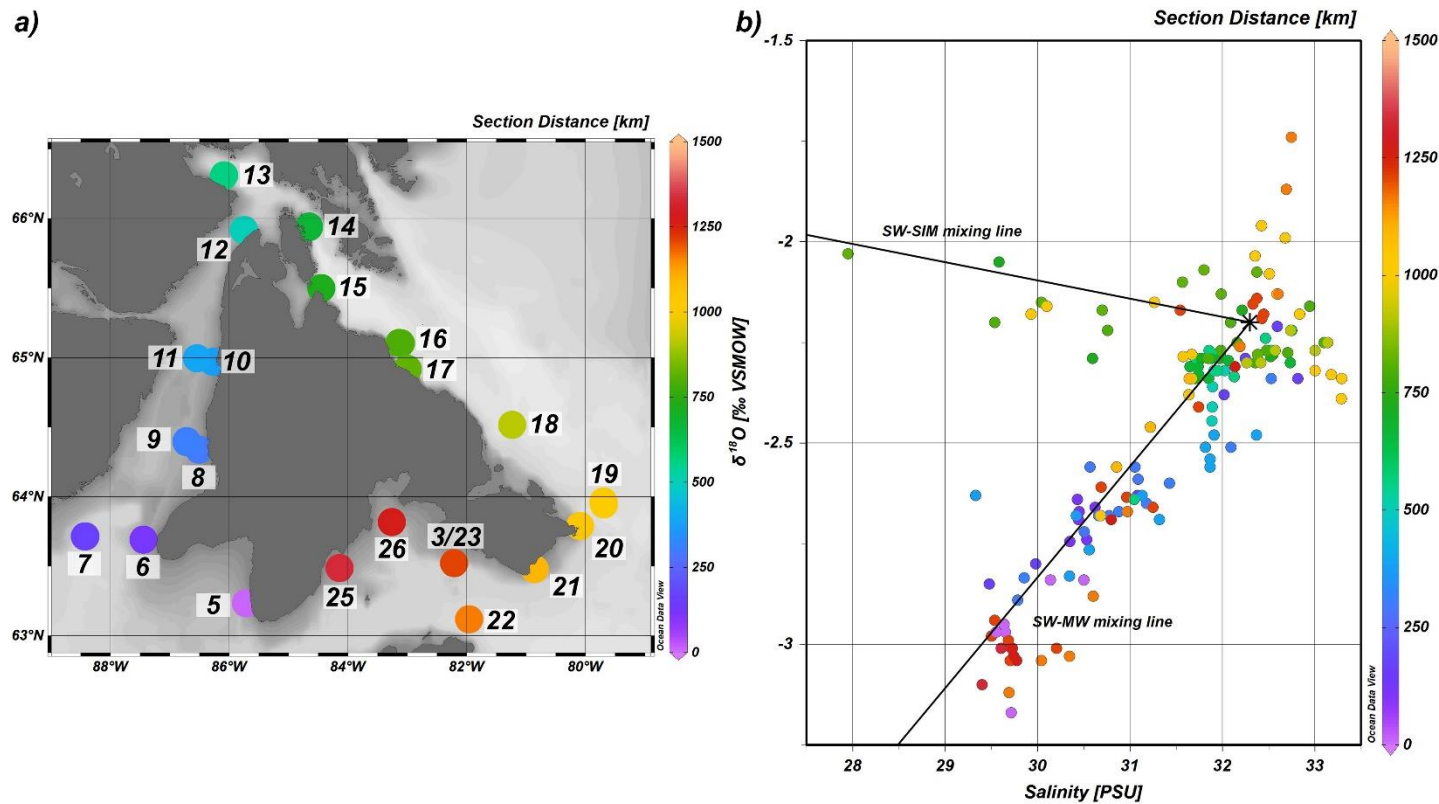 a)
Section Distance [km]
13
14
12
15
16
11
10
17
18
9
8
19
3/23
26
20
7
6
21
5
25
22
66°N
65°N
64°N
63°N
88°W
86°W
84°W
82°W
80°W
1500
1250
1000
750
500
250
0
Ocean Data View
b)
Section Distance [km]
-1.5
-2
-2.5
-3
δ¹⁸O [‰ VSMOW]
SW-SIM mixing line
SW-MW mixing line
28
29
30
31
32
33
Salinity [PSU]
1500
1250
1000
750
500
250
0
Ocean Data View